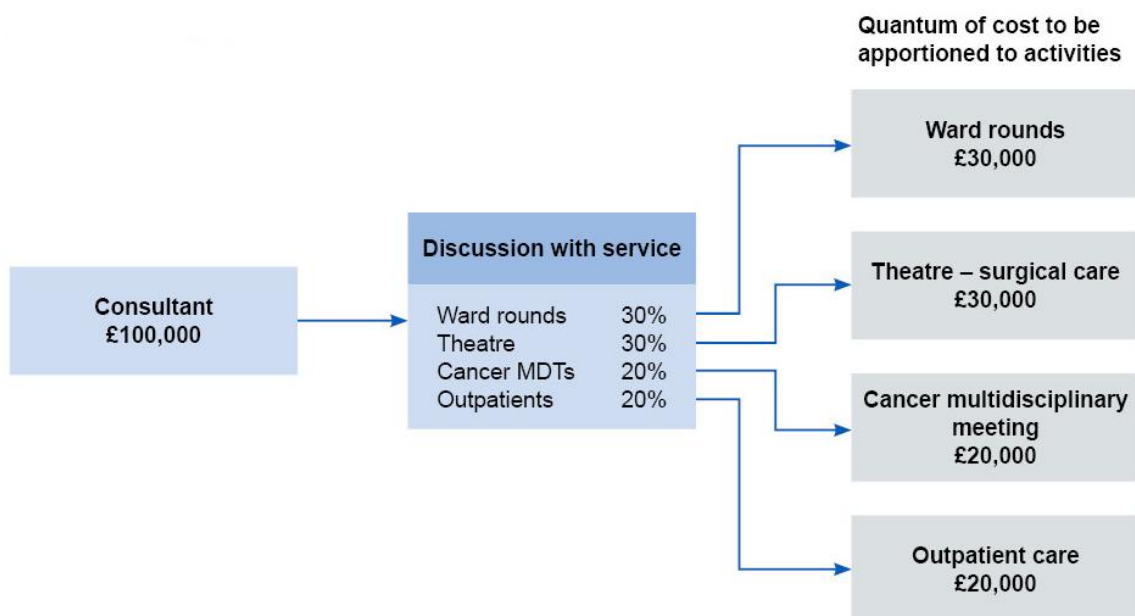 Quantum of cost to be
apportioned to activities
Consultant
£100,000
Discussion with service
Ward rounds 30%
Theatre 30%
Cancer MDTs 20%
Outpatients 20%
Ward rounds
£30,000
Theatre – surgical care
£30,000
Cancer multidisciplinary
meeting
£20,000
Outpatient care
£20,000